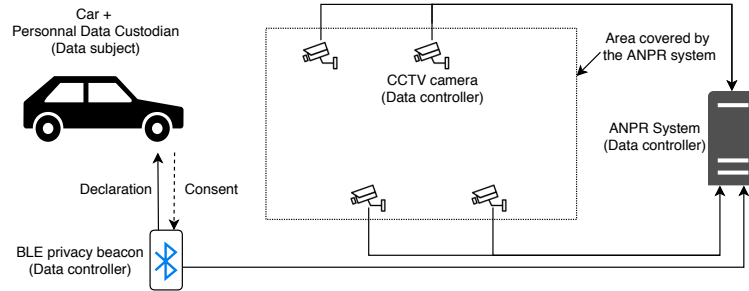 Car +
Personnal Data Custodian
(Data subject)
Area covered by
the ANPR system
CCTV camera
(Data controller)
ANPR System
(Data controller)
Declaration
Consent
BLE privacy beacon
(Data controller)